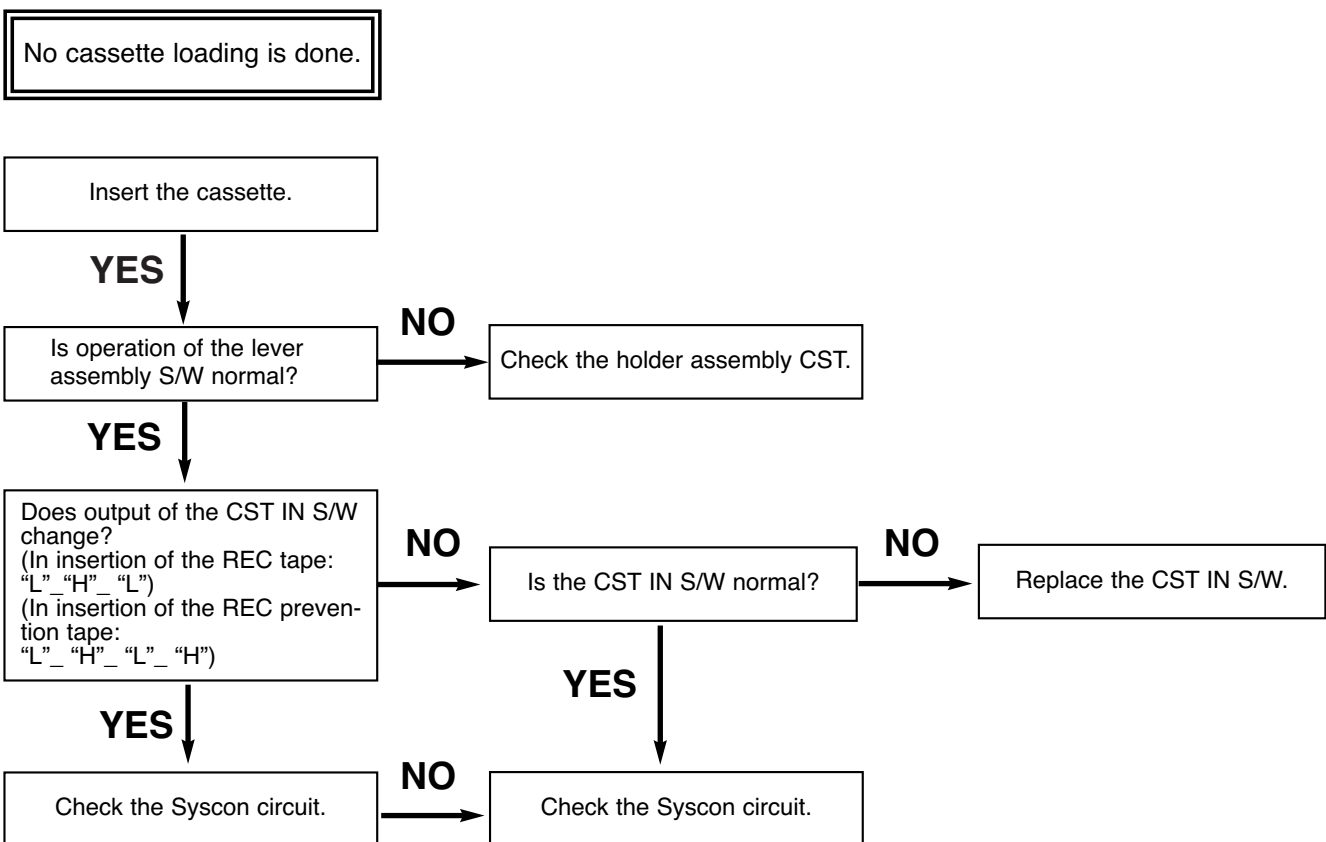 No cassette loading is done.
Insert the cassette.
YES
Is operation of the lever
assembly S/W normal?
NO
Check the holder assembly CST.
YES
Does output of the CST IN S/W
change?
(In insertion of the REC tape:
“L”_“H”_ “L”)
(In insertion of the REC preven-
tion tape:
“L”_ “H”_ “L”_ “H”)
NO
Is the CST IN S/W normal?
NO
Replace the CST IN S/W.
YES
YES
Check the Syscon circuit.
NO
Check the Syscon circuit.